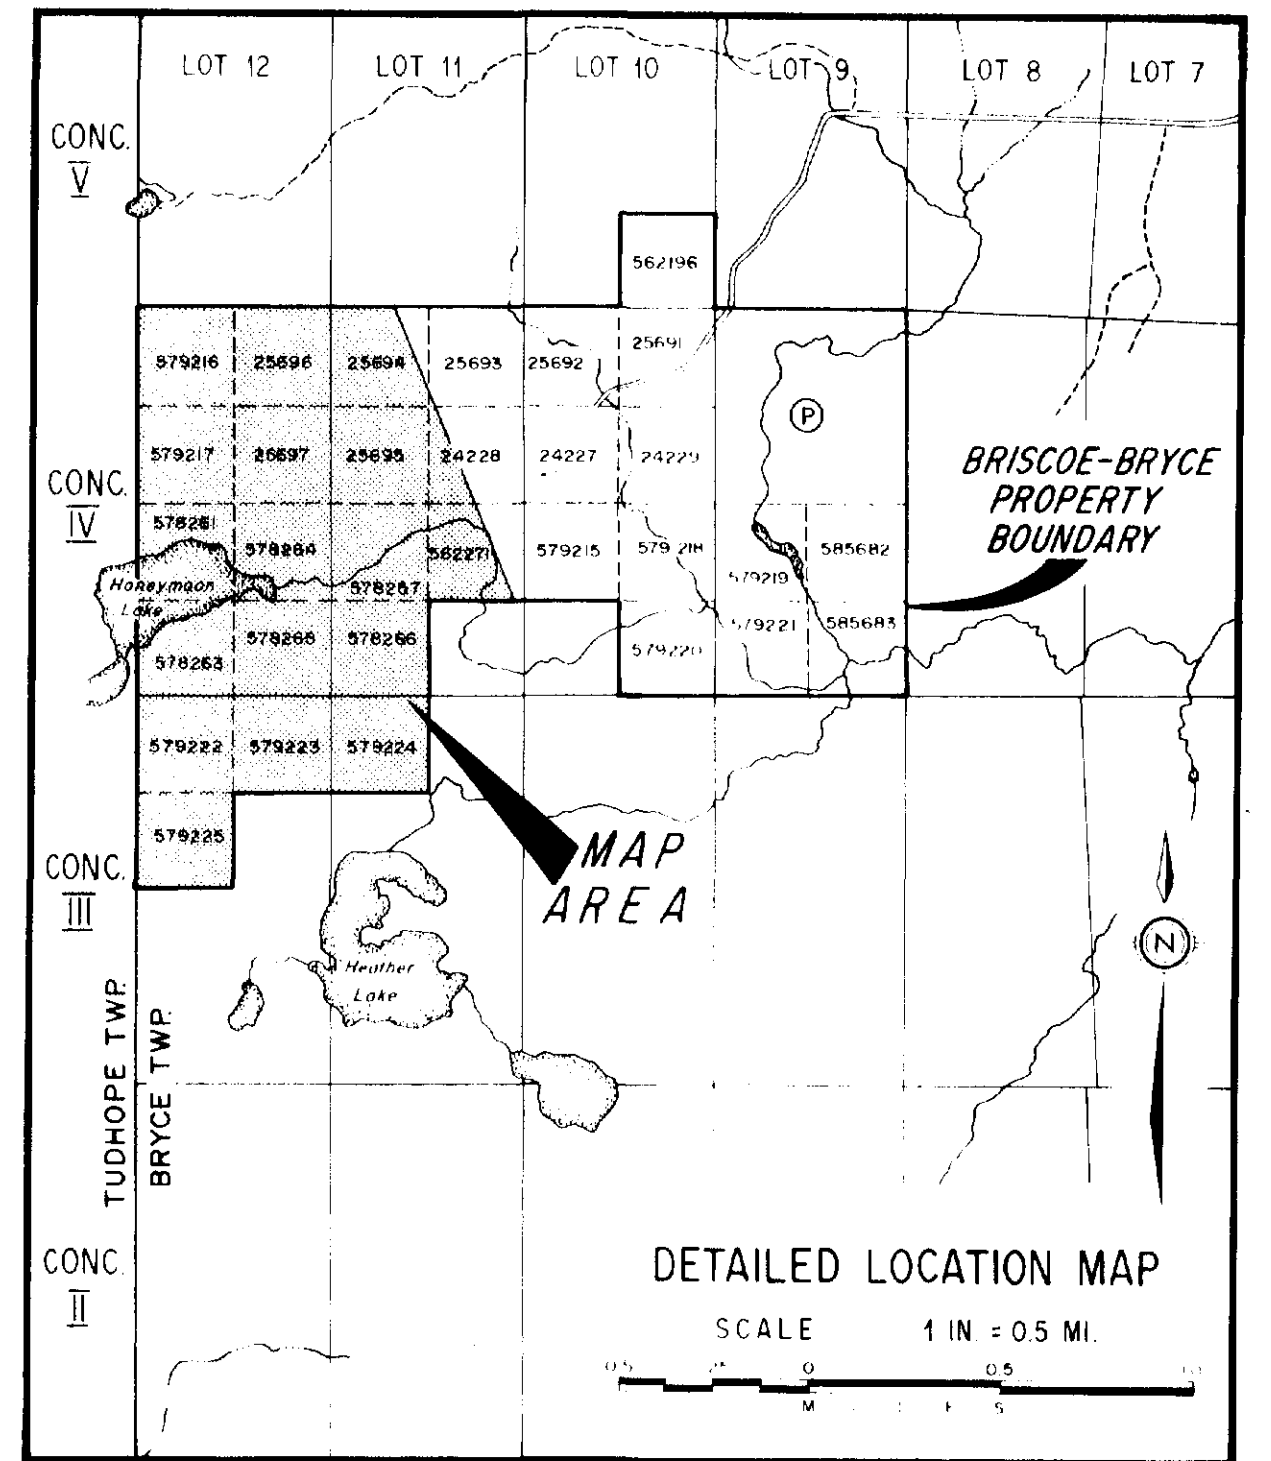 LOT 12 LOT 11 LOT 10 LOT 9 LOT 8 LOT 7
CONC.
V
562196
25691
579216 25696 25694 25693 25692
P
579217 25697 25695 24228 24227 24229
BRISCOE-BRYCE
PROPERTY
BOUNDARY
CONC.
IV
578261
578264 562271 579215 579218 585682
579219
Honeymoon
Lake
578267
578265 578266 579221 585683
579220
578263
579222 579223 579224
579225
MAP
AREA
CONC.
III
N
Heather
Lake
TUDHOPE TWP.
BRYCE TWP.
CONC.
II
DETAILED LOCATION MAP
SCALE 1 IN. = 0.5 MI.
0.5 0 0.5